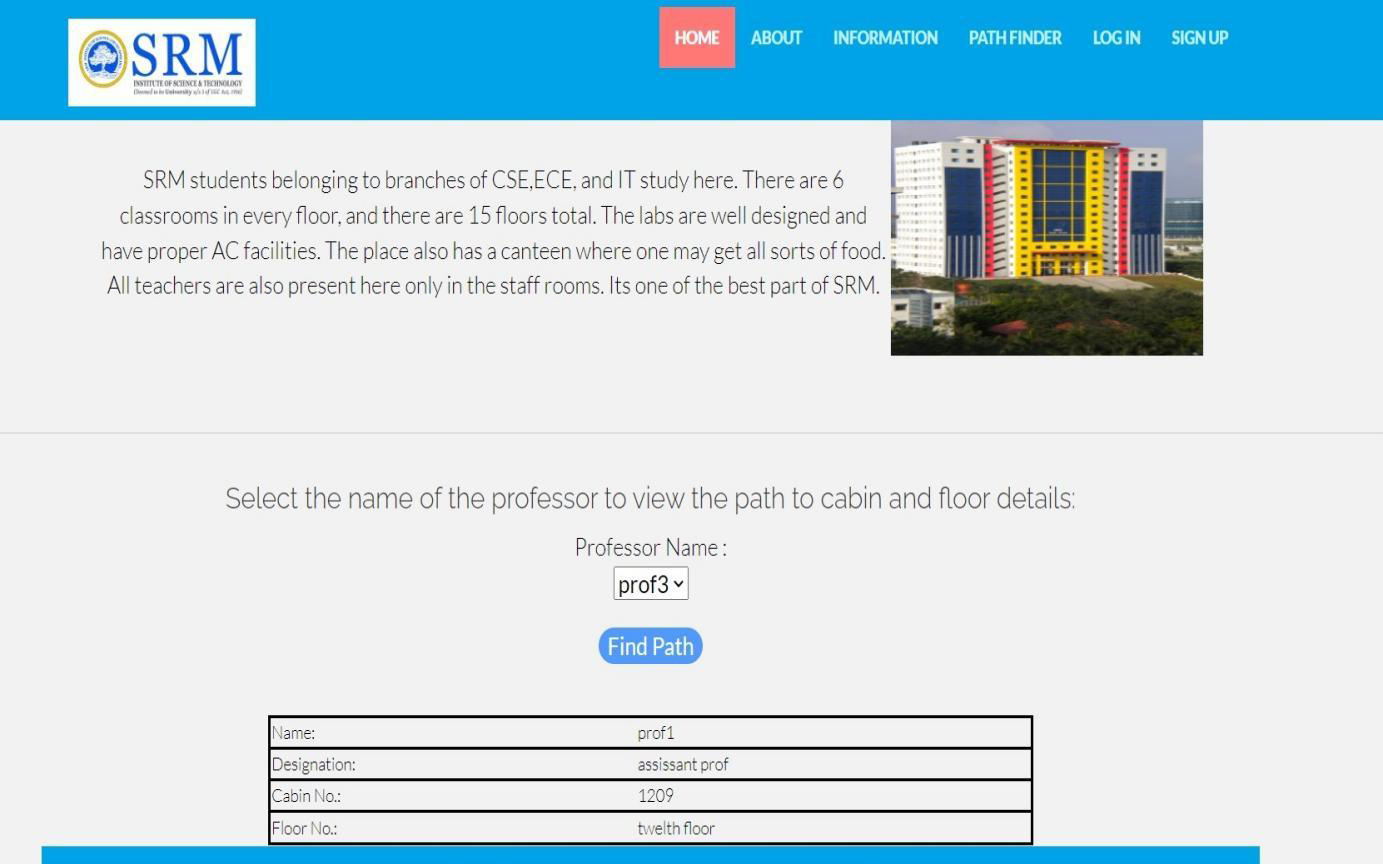 SRM
INSTITUTE OF SCIENCE & TECHNOLOGY
(Deemed to be University u/s 3 of UGC Act, 1956)
HOME ABOUT INFORMATION PATH FINDER LOG IN SIGN UP
SRM students belonging to branches of CSE,ECE, and IT study here. There are 6
classrooms in every floor, and there are 15 floors total. The labs are well designed and
have proper AC facilities. The place also has a canteen where one may get all sorts of food.
All teachers are also present here only in the staff rooms. Its one of the best part of SRM.
Select the name of the professor to view the path to cabin and floor details:
Professor Name :
prof3
Find Path
Name: prof1
Designation: assissant prof
Cabin No.: 1209
Floor No.: twelth floor